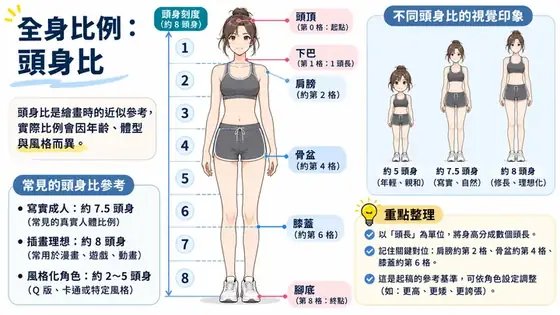 全身比例：
頭身比
頭身比是繪畫時的近似參考，
實際比例會因年齡、體型
與風格而異。
常見的頭身比參考
• 寫實成人：約 7.5 頭身
(常見的真實人體比例)
• 插畫理想：約 8 頭身
(常用於漫畫、遊戲、動畫)
• 風格化角色：約 2~5 頭身
(Q 版、卡通或特定風格)
頭身刻度
(約 8 頭身)
1
2
3
4
5
6
7
8
頭頂
(第 0 格：起點)
下巴
(第 1 格：1 頭長)
肩膀
(約第 2 格)
骨盆
(約第 4 格)
膝蓋
(約第 6 格)
腳底
(第 8 格：終點)
不同頭身比的視覺印象
約 5 頭身
(年輕、親和)
約 7.5 頭身
(寫實、自然)
約 8 頭身
(修長、理想化)
重點整理
以「頭長」為單位，將身高分成數個頭長。
記住關鍵對位：肩膀約第 2 格、骨盆約第 4 格、
膝蓋約第 6 格。
這是起稿的參考基準，可依角色設定調整
(如：更高、更矮、更誇張)。